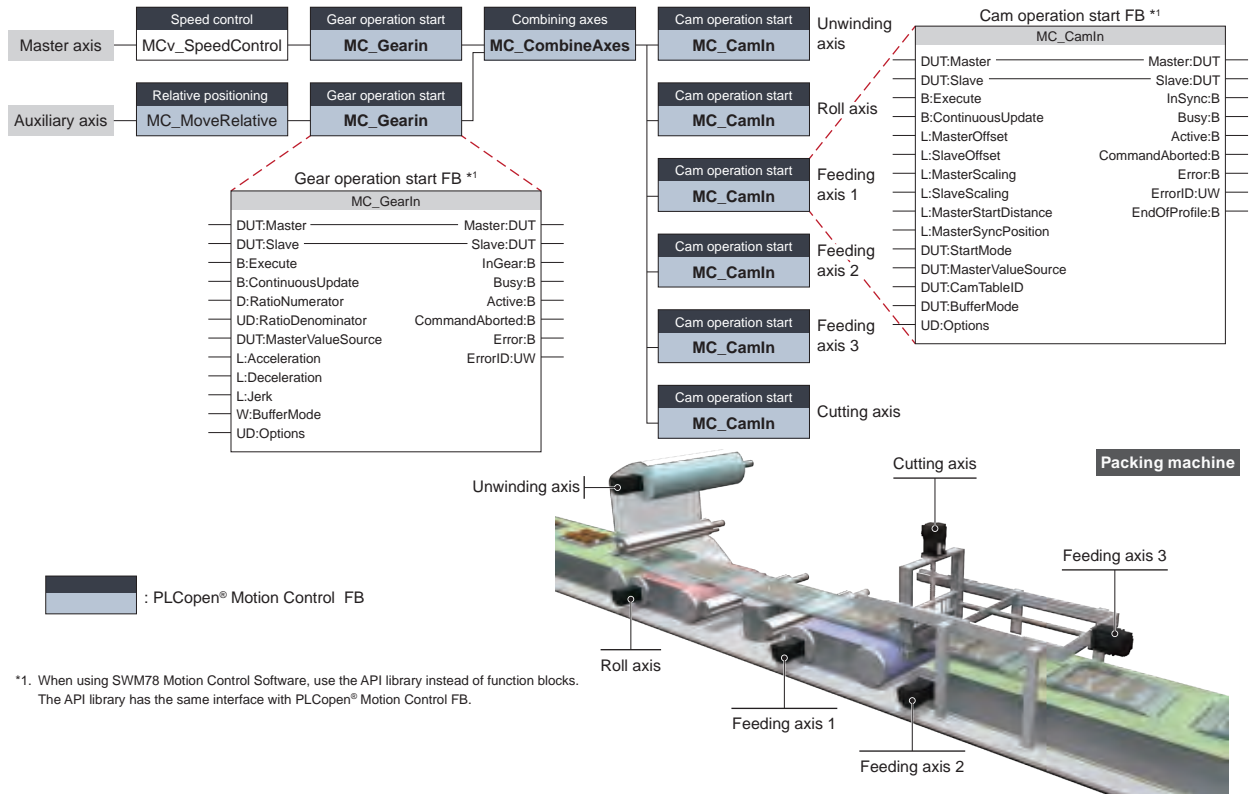 Master axis
Speed control
MCv_SpeedControl
Gear operation start
MC_Gearin
Combining axes
MC_CombineAxes
Auxiliary axis
Relative positioning
MC_MoveRelative
Gear operation start
MC_Gearin
Cam operation start
MC_CamIn
Unwinding
axis
Cam operation start
MC_CamIn
Roll axis
Cam operation start
MC_CamIn
Feeding
axis 1
Cam operation start
MC_CamIn
Feeding
axis 2
Cam operation start
MC_CamIn
Feeding
axis 3
Cam operation start
MC_CamIn
Cutting axis
Gear operation start FB *1
MC_GearIn
DUT:Master Master:DUT
DUT:Slave Slave:DUT
B:Execute InGear:B
B:ContinuousUpdate Busy:B
D:RatioNumerator Active:B
UD:RatioDenominator CommandAborted:B
DUT:MasterValueSource Error:B
L:Acceleration ErrorID:UW
L:Deceleration
L:Jerk
W:BufferMode
UD:Options
Cam operation start FB *1
MC_CamIn
DUT:Master Master:DUT
DUT:Slave Slave:DUT
B:Execute InSync:B
B:ContinuousUpdate Busy:B
L:MasterOffset Active:B
L:SlaveOffset CommandAborted:B
L:MasterScaling Error:B
L:SlaveScaling ErrorID:UW
L:MasterStartDistance EndOfProfile:B
L:MasterSyncPosition
DUT:StartMode
DUT:MasterValueSource
DUT:CamTableID
DUT:BufferMode
UD:Options
Packing machine
Unwinding axis
Cutting axis
Feeding axis 3
Roll axis
Feeding axis 1
Feeding axis 2
: PLCopen® Motion Control FB
*1. When using SWM78 Motion Control Software, use the API library instead of function blocks.
The API library has the same interface with PLCopen® Motion Control FB.